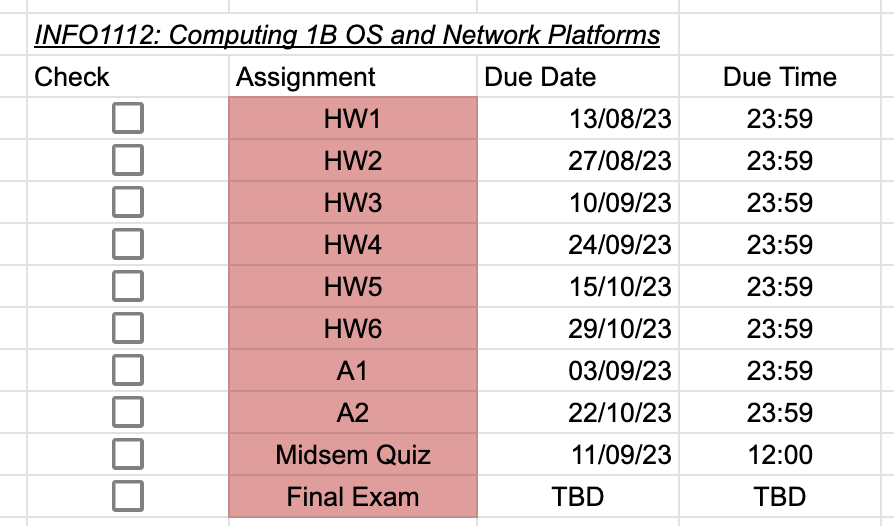 INFO1112: Computing 1B OS and Network Platforms
Check Assignment Due Date Due Time
HW1 13/08/23 23:59
HW2 27/08/23 23:59
HW3 10/09/23 23:59
HW4 24/09/23 23:59
HW5 15/10/23 23:59
HW6 29/10/23 23:59
A1 03/09/23 23:59
A2 22/10/23 23:59
Midsem Quiz 11/09/23 12:00
Final Exam TBD TBD